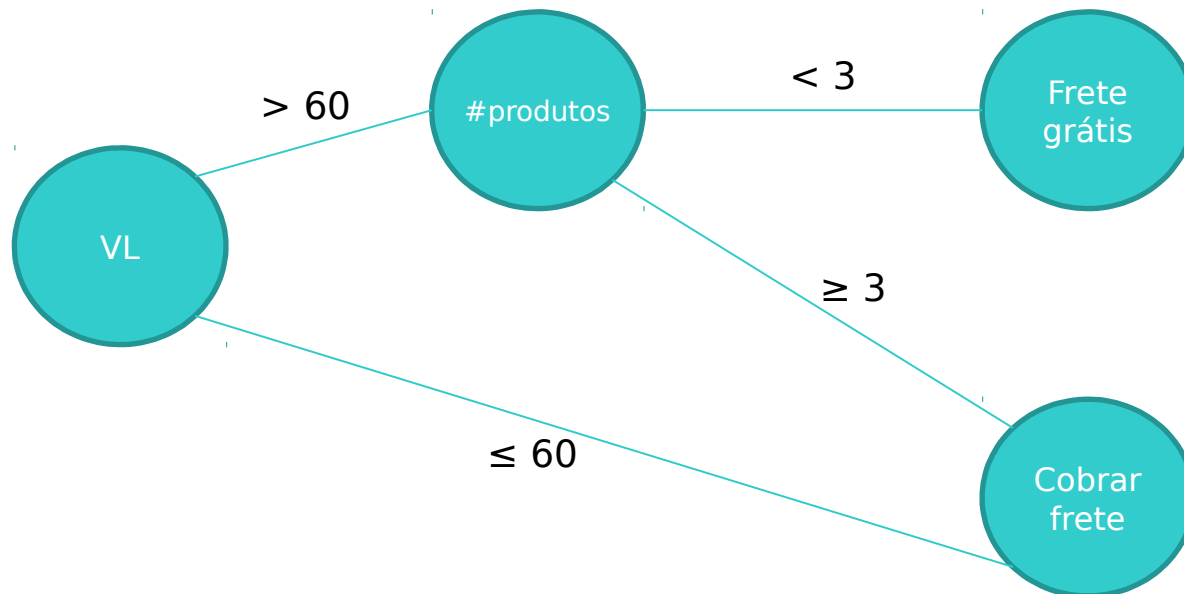 > 60
#produtos
< 3
Frete
grátis
VL
≥ 3
≤ 60
Cobrar
frete